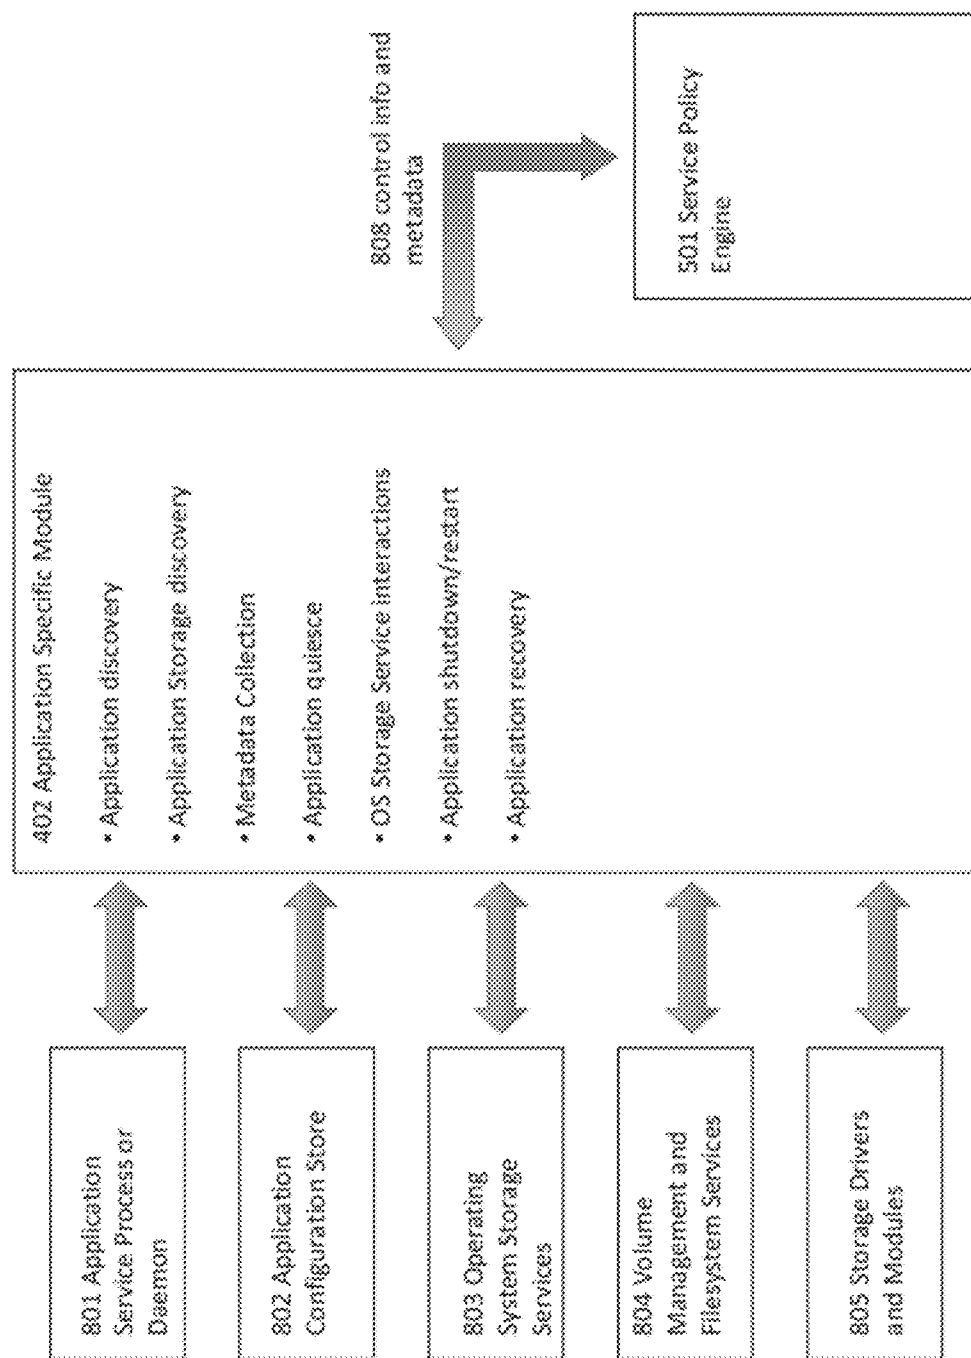 801 Application
Service Process or
Daemon
802 Application
Configuration Store
803 Operating
System Storage
Services
804 Volume
Management and
Filesystem Services
805 Storage Drivers
and Modules
402 Application Specific Module
• Application discovery
• Application Storage discovery
• Metadata Collection
• Application quiesce
• OS Storage Service interactions
• Application shutdown/restart
• Application recovery
808 control info and
metadata
501 Service Policy
Engine